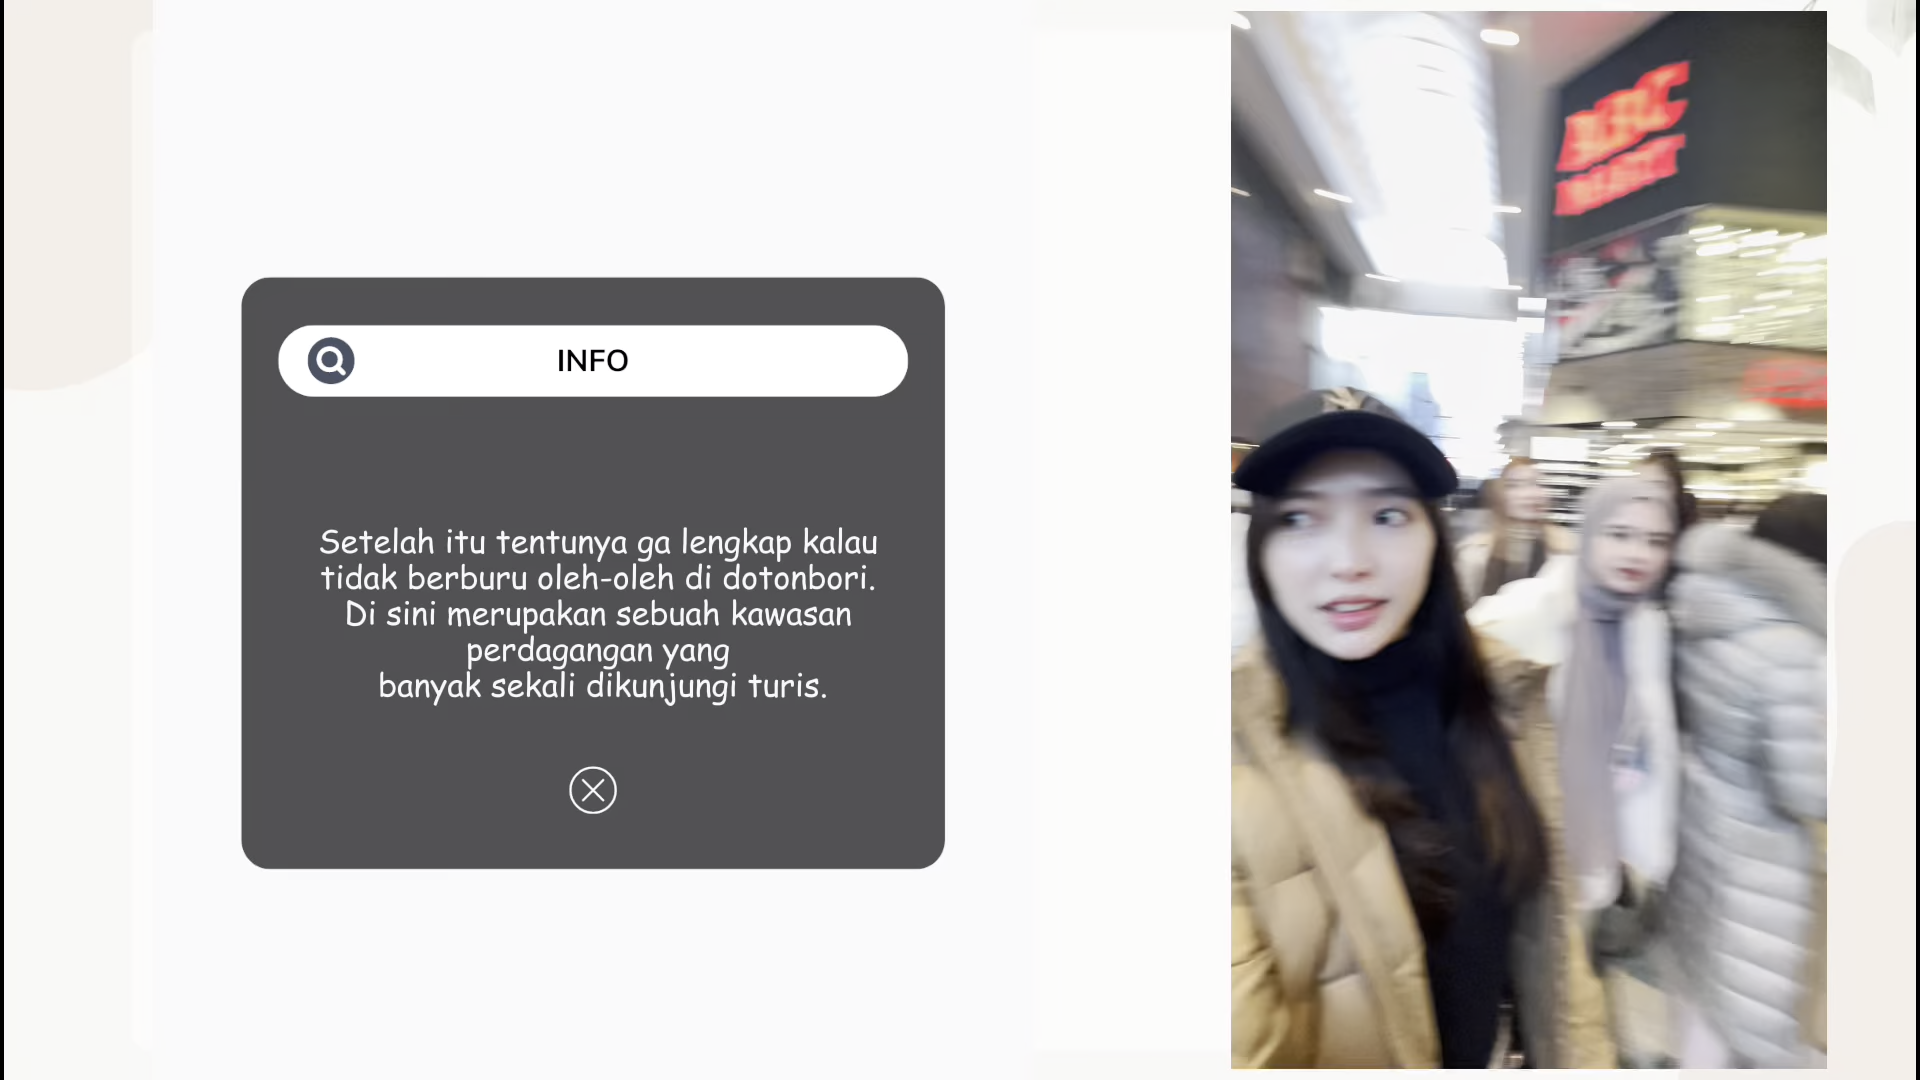 INFO
Setelah itu tentunya ga lengkap kalau
tidak berburu oleh-oleh di dotonbori.
Di sini merupakan sebuah kawasan
perdagangan yang
banyak sekali dikunjungi turis.